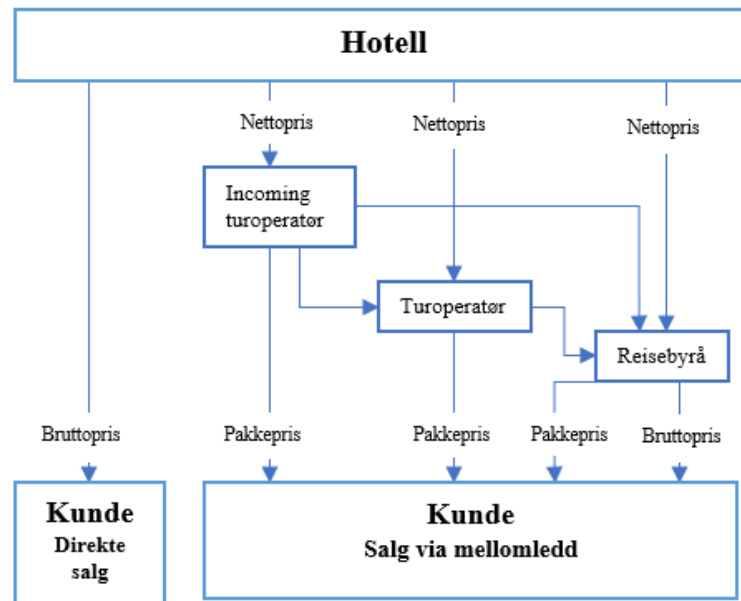 Hotell
Nettopris
Nettopris
Nettopris
Incoming
turoperatør
Turoperatør
Reisebyrå
Bruttopris
Pakkepris
Pakkepris
Pakkepris
Bruttopris
Kunde
Direkte
salg
Kunde
Salg via mellomledd